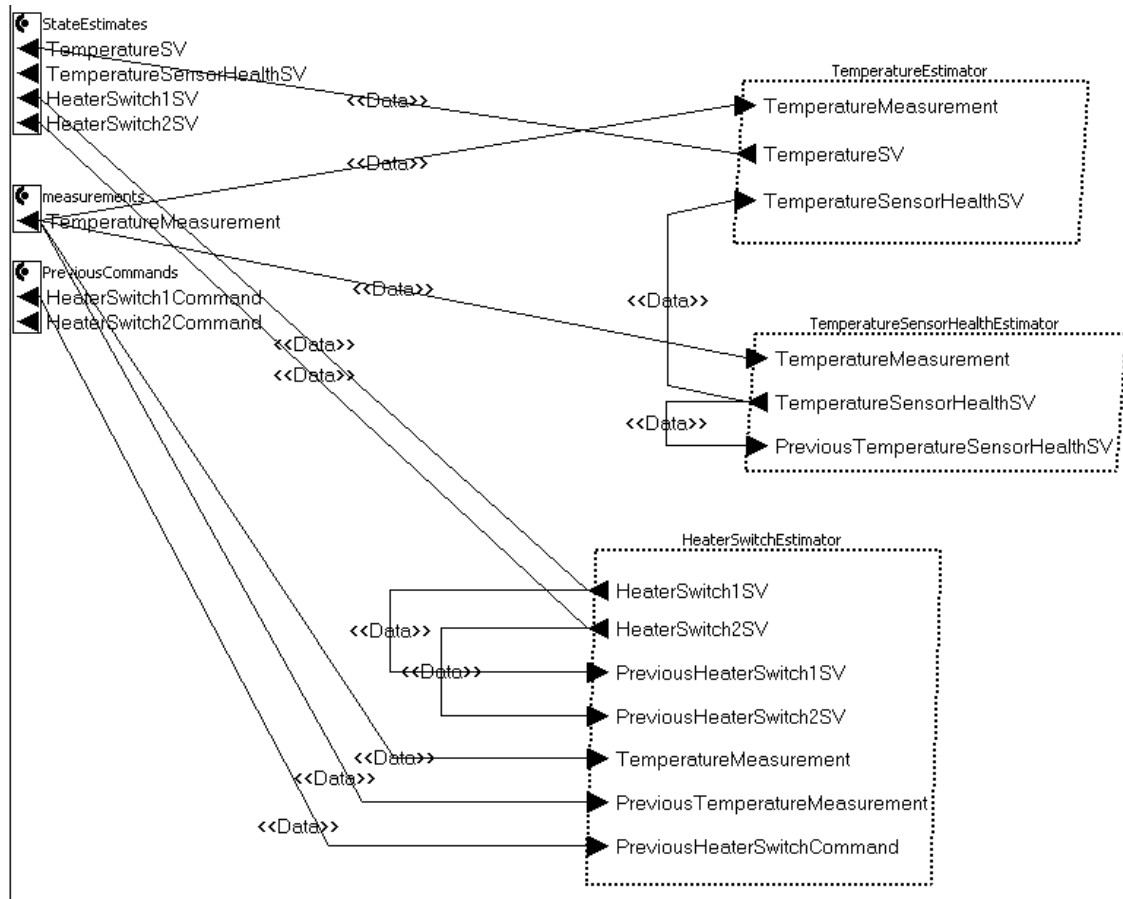 StateEstimates
TemperatureSV
TemperatureSensorHealthSV
HeaterSwitch1SV
HeaterSwitch2SV
measurements
TemperatureMeasurement
PreviousCommands
HeaterSwitch1Command
HeaterSwitch2Command
<<Data>>
<<Data>>
<<Data>>
<<Data>>
<<Data>>
TemperatureEstimator
TemperatureMeasurement
TemperatureSV
TemperatureSensorHealthSV
<<Data>>
TemperatureSensorHealthEstimator
TemperatureMeasurement
TemperatureSensorHealthSV
<<Data>>
PreviousTemperatureSensorHealthSV
HeaterSwitchEstimator
HeaterSwitch1SV
HeaterSwitch2SV
<<Data>>
<<Data>>
PreviousHeaterSwitch1SV
PreviousHeaterSwitch2SV
<<Data>>
TemperatureMeasurement
<<Data>>
PreviousTemperatureMeasurement
<<Data>>
PreviousHeaterSwitchCommand